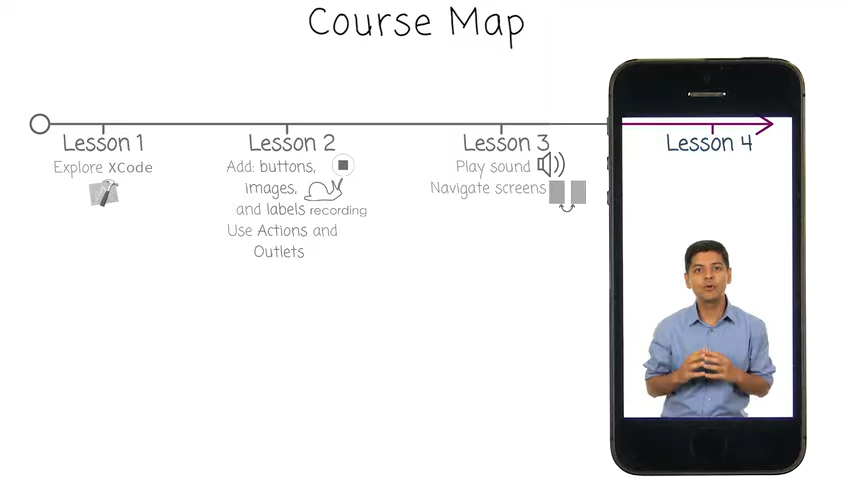 Course Map
Lesson 1
Explore XCode
Lesson 2
Add: buttons,
images,
and labels recording
Use Actions and
Outlets
Lesson 3
Play sound
Navigate screens
Lesson 4